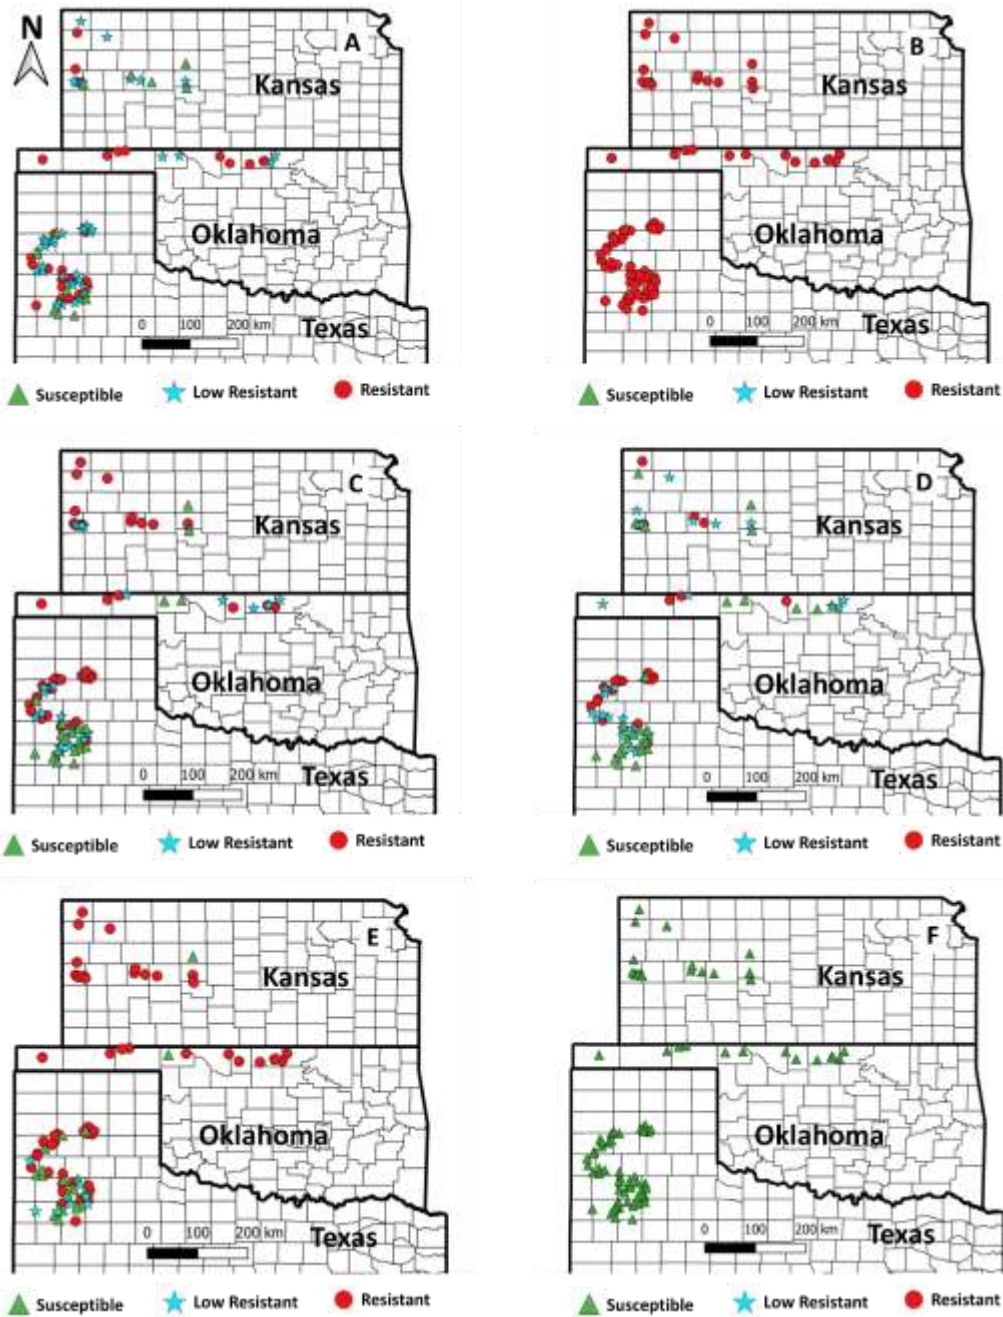 N
A
Kansas
Oklahoma
0 100 200 km
Texas
Susceptible Low Resistant Resistant
B
Kansas
Oklahoma
0 100 200 km
Texas
Susceptible Low Resistant Resistant
C
Kansas
Oklahoma
0 100 200 km
Texas
Susceptible Low Resistant Resistant
D
Kansas
Oklahoma
0 100 200 km
Texas
Susceptible Low Resistant Resistant
E
Kansas
Oklahoma
0 100 200 km
Texas
Susceptible Low Resistant Resistant
F
Kansas
Oklahoma
0 100 200 km
Texas
Susceptible Low Resistant Resistant